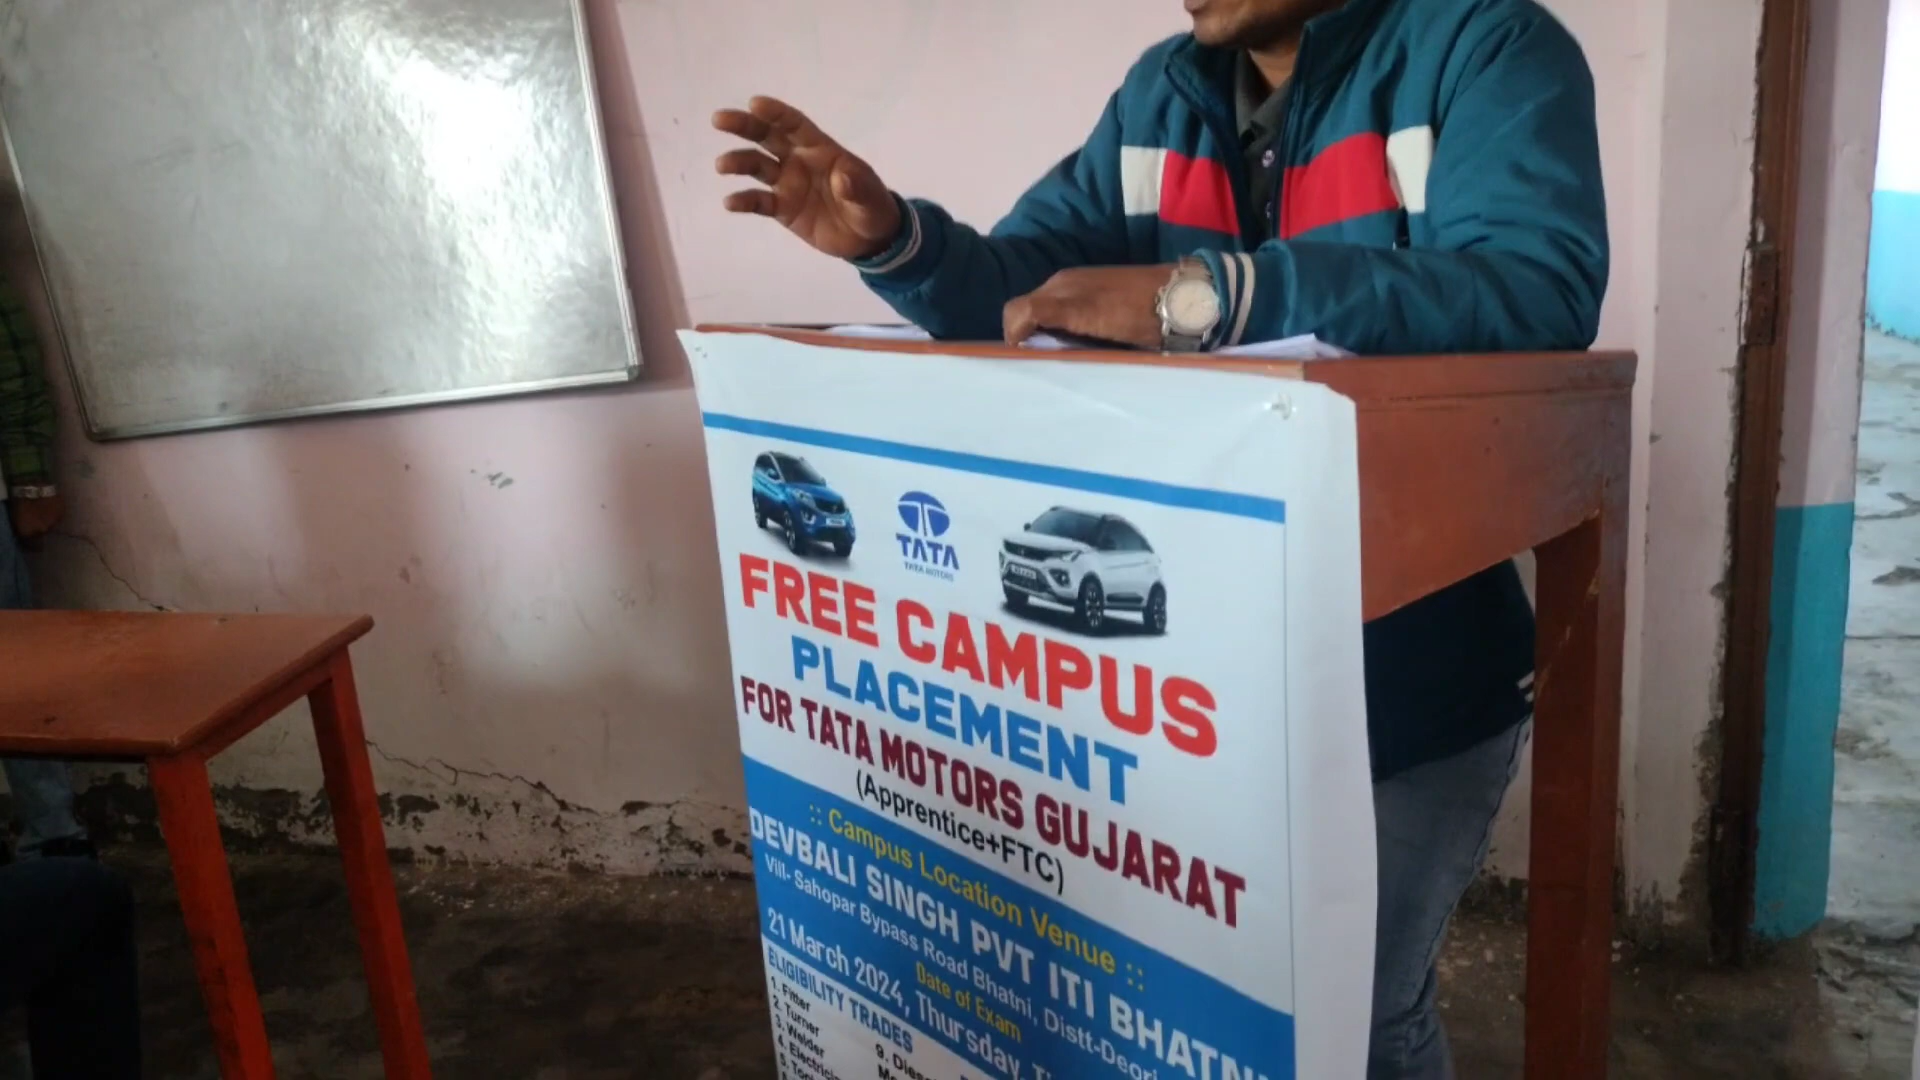 TATA
TATA MOTORS
FREE CAMPUS
PLACEMENT
FOR TATA MOTORS GUJARAT
(Apprentice+FTC)
:: Campus Location Venue ::
DEVBALI SINGH PVT ITI BHATNI
Vill- Sahopar Bypass Road Bhatni, Distt-Deori
Date of Exam
21 March 2024, Thursday,
ELIGIBILITY TRADES
1. Fitter
2. Turner
3. Welder
4. Electrician
9.